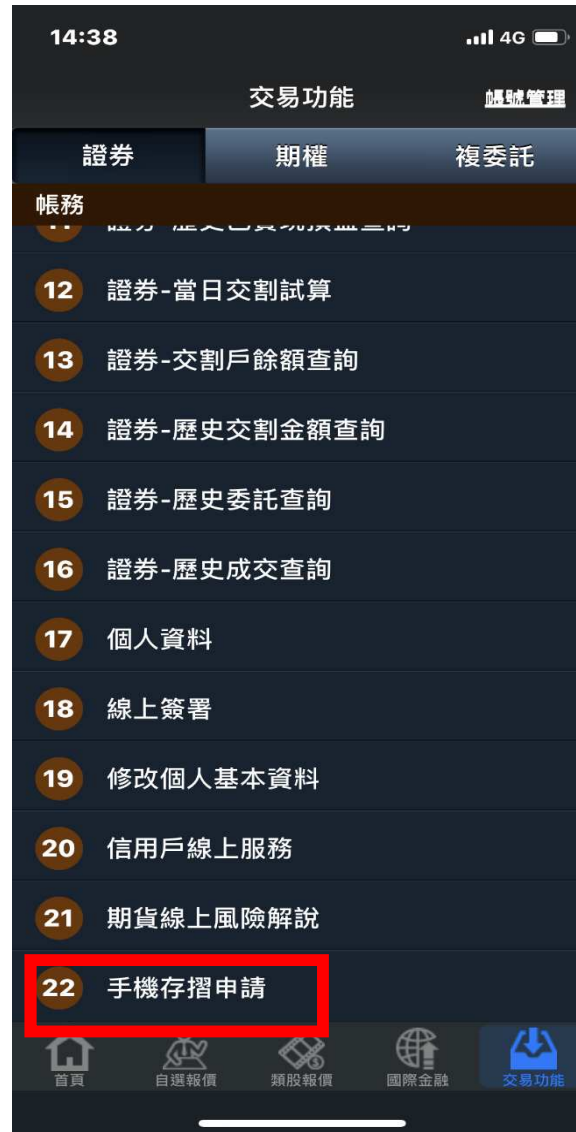 14:38
4G
交易功能
帳號管理
證券
期權
複委託
帳務
12 證券-當日交割試算
13 證券-交割戶餘額查詢
14 證券-歷史交割金額查詢
15 證券-歷史委託查詢
16 證券-歷史成交查詢
17 個人資料
18 線上簽署
19 修改個人基本資料
20 信用戶線上服務
21 期貨線上風險解說
22 手機存摺申請
首頁
自選報價
類股報價
國際金融
交易功能